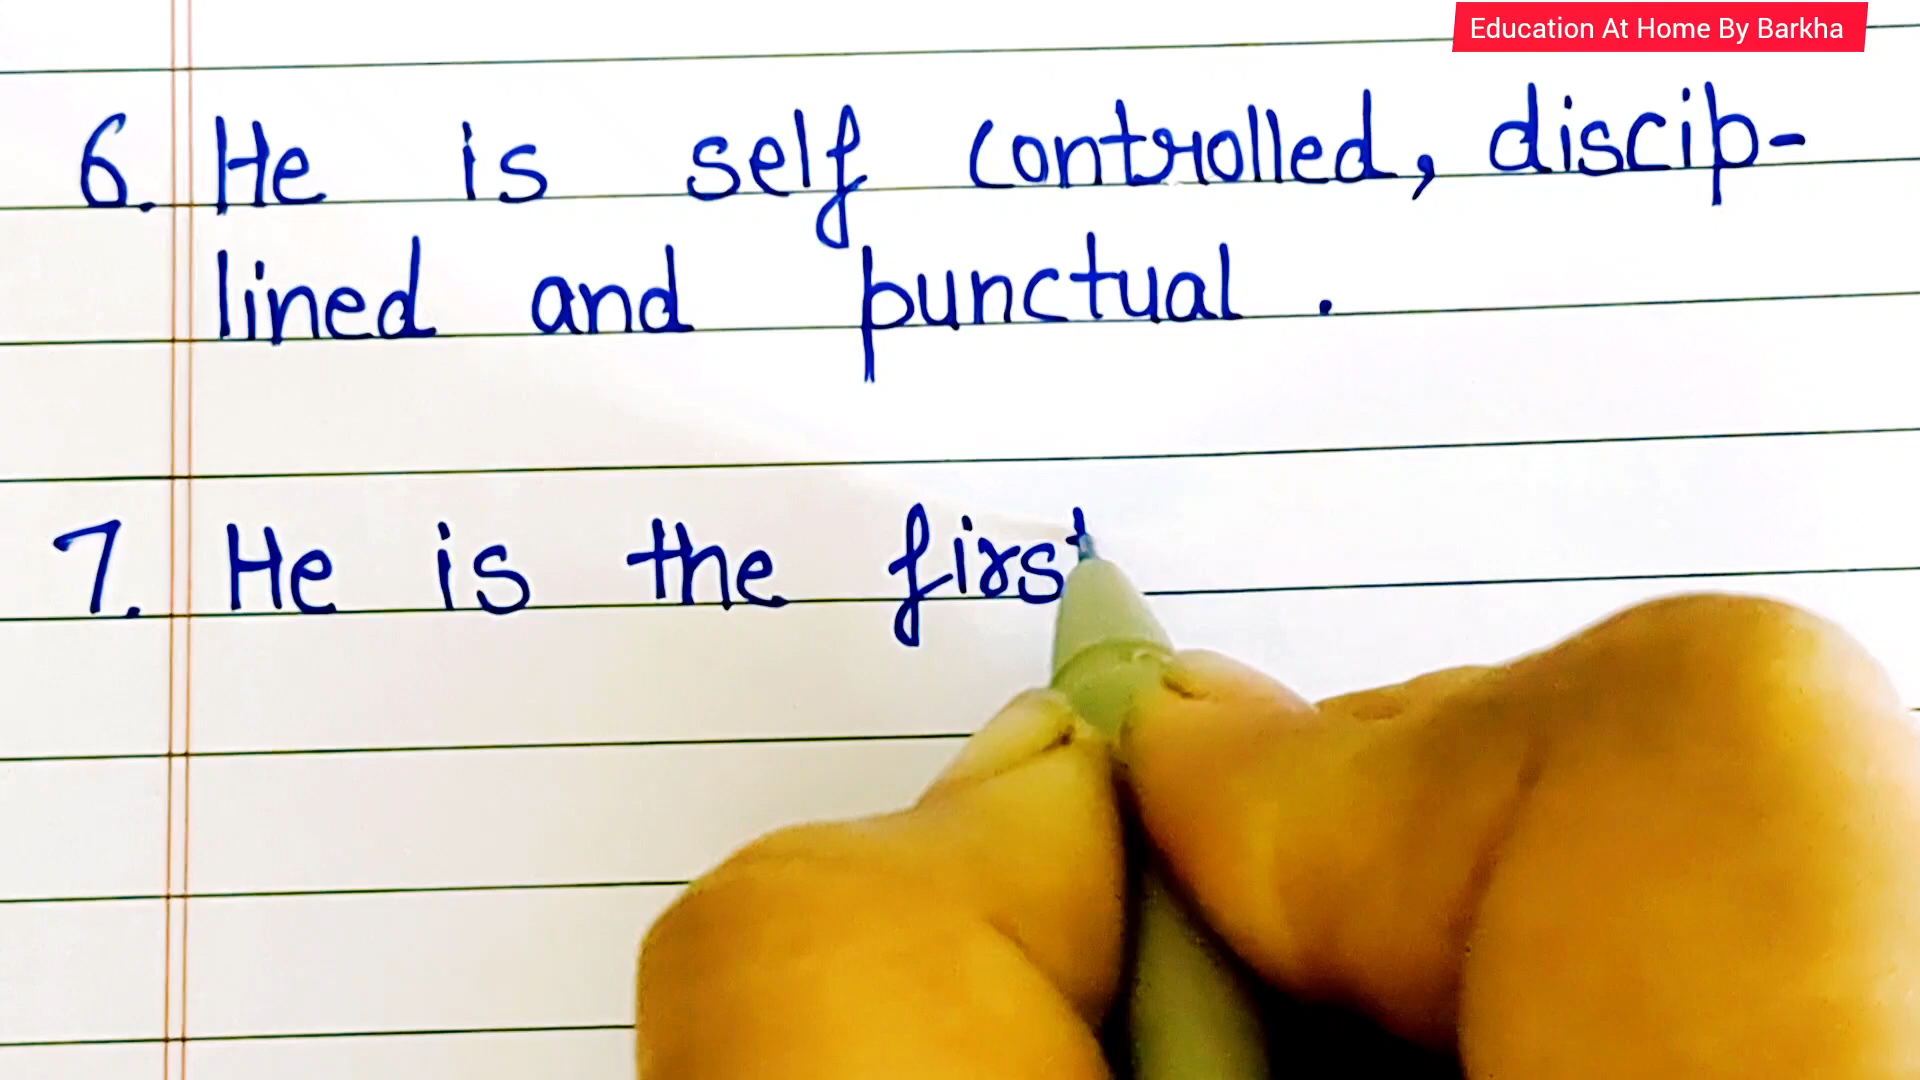 Education At Home By Barkha
6. He is self controlled, discip-
lined and punctual .
7. He is the first